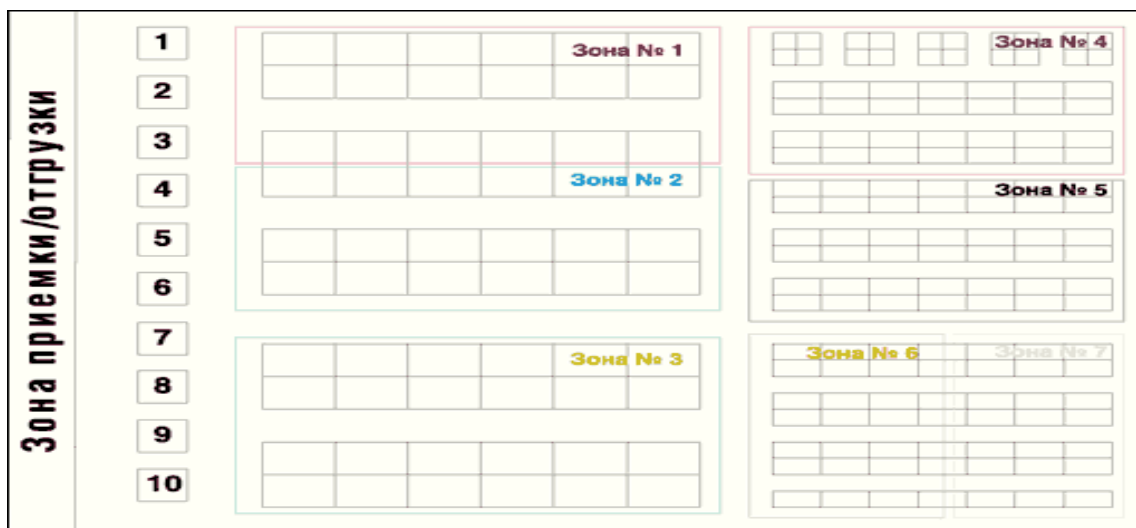 Зона приемки/отгрузки
1
2
3
4
5
6
7
8
9
10
Зона № 1
Зона № 2
Зона № 3
Зона № 4
Зона № 5
Зона № 6
Зона № 7